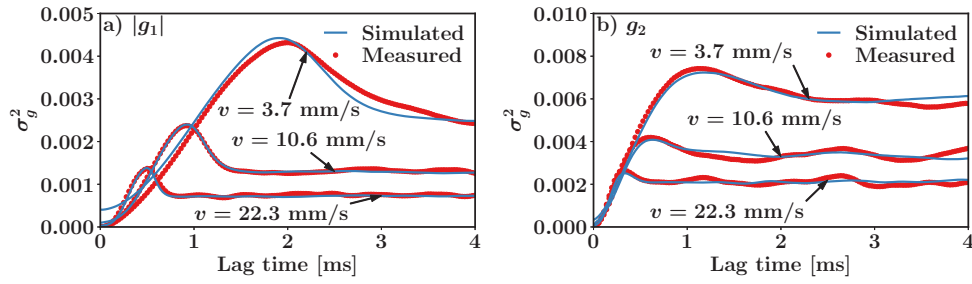 a) |g₁|
Simulated
Measured
v = 3.7 mm/s
v = 10.6 mm/s
v = 22.3 mm/s
0.005
0.004
0.003
0.002
0.001
0.000
σ²g
0 1 2 3 4
Lag time [ms]
b) g₂
Simulated
Measured
v = 3.7 mm/s
v = 10.6 mm/s
v = 22.3 mm/s
0.010
0.008
0.006
0.004
0.002
0.000
σ²g
0 1 2 3 4
Lag time [ms]